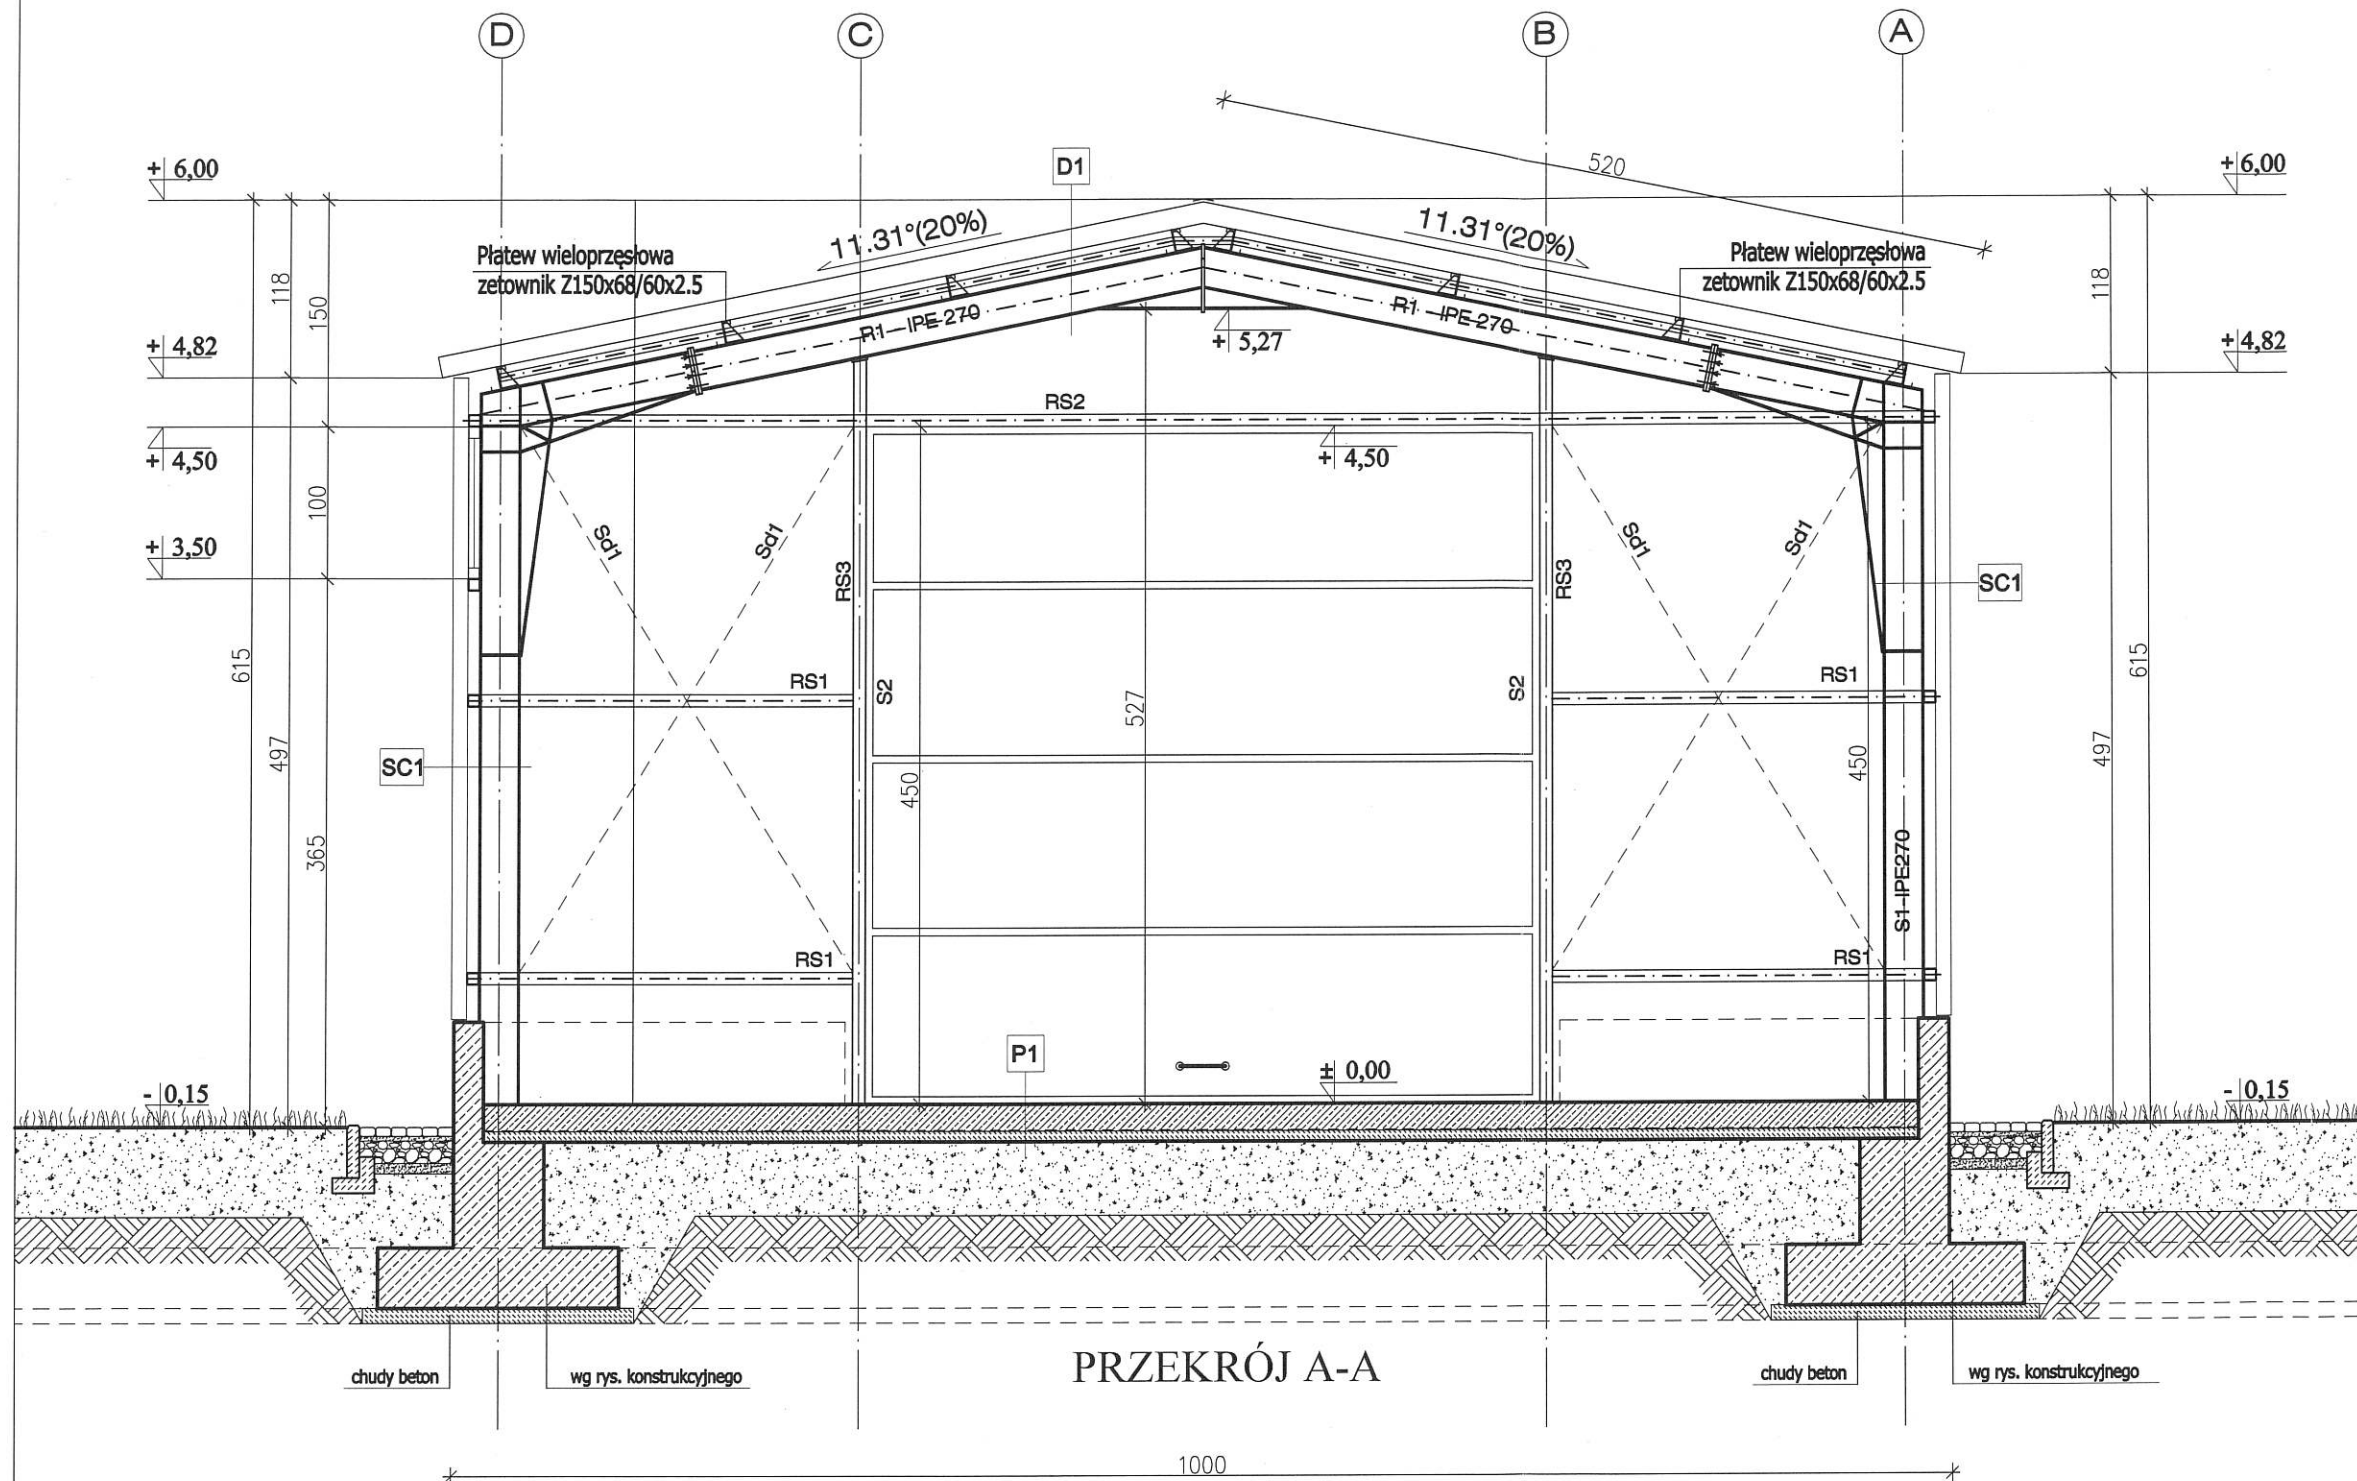 D
C
B
A
520
+ 6,00
D1
+ 6,00
11.31°(20%)
11.31°(20%)
Płatew wieloprzęsłowa
zetownik Z150x68/60x2.5
Płatew wieloprzęsłowa
zetownik Z150x68/60x2.5
118
150
118
R1 IPE 270
R1 IPE 270
+ 4,82
+ 5,27
+ 4,82
RS2
+ 4,50
+ 4,50
100
Sd1
Sd1
Sd1
Sd1
+ 3,50
RS3
RS3
SC1
615
615
RS1
RS1
S2
S2
527
497
497
SC1
450
450
365
S1-IPE270
RS1
RS1
P1
± 0,00
- 0,15
- 0,15
PRZEKRÓJ A-A
chudy beton
wg rys. konstrukcyjnego
chudy beton
wg rys. konstrukcyjnego
1000